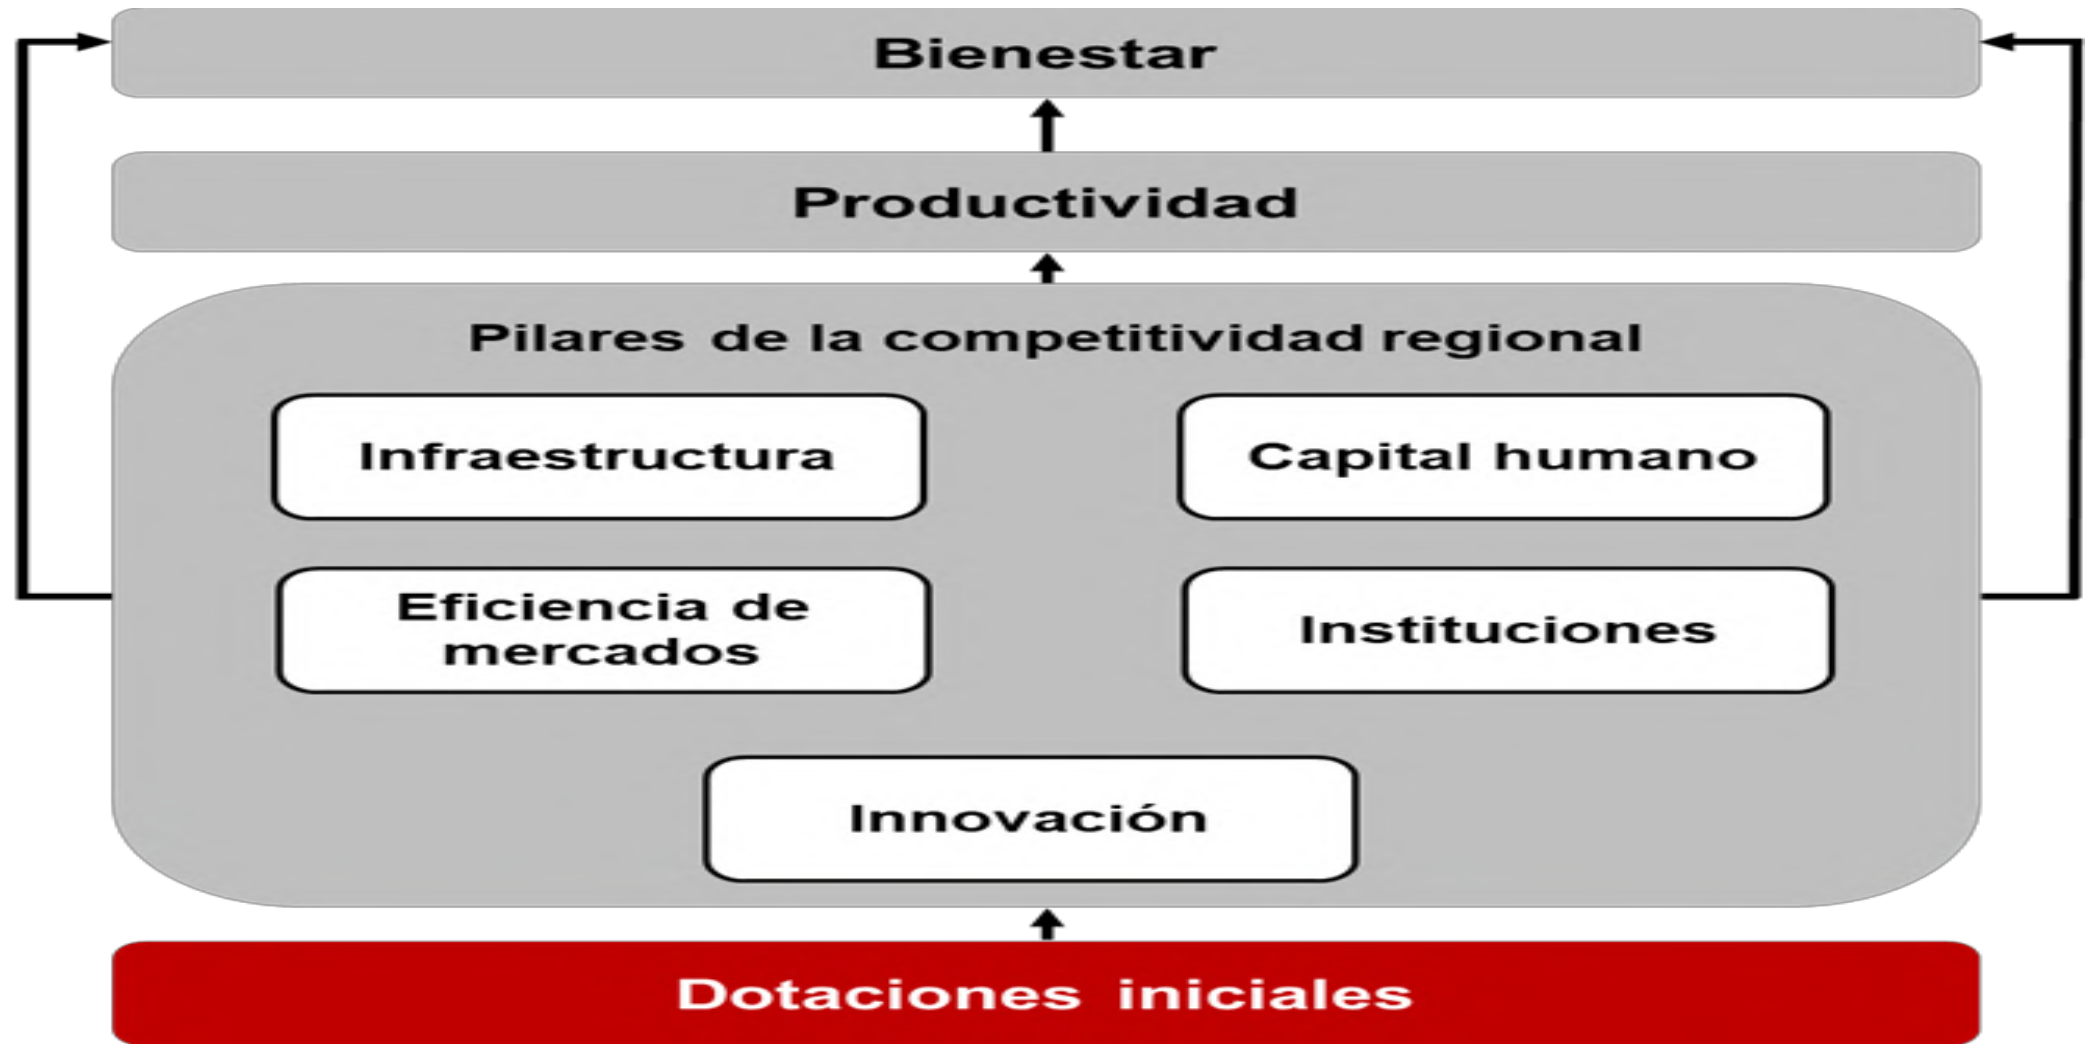 Bienestar
Productividad
Pilares de la competitividad regional
Infraestructura
Capital humano
Eficiencia de
mercados
Instituciones
Innovación
Dotaciones iniciales